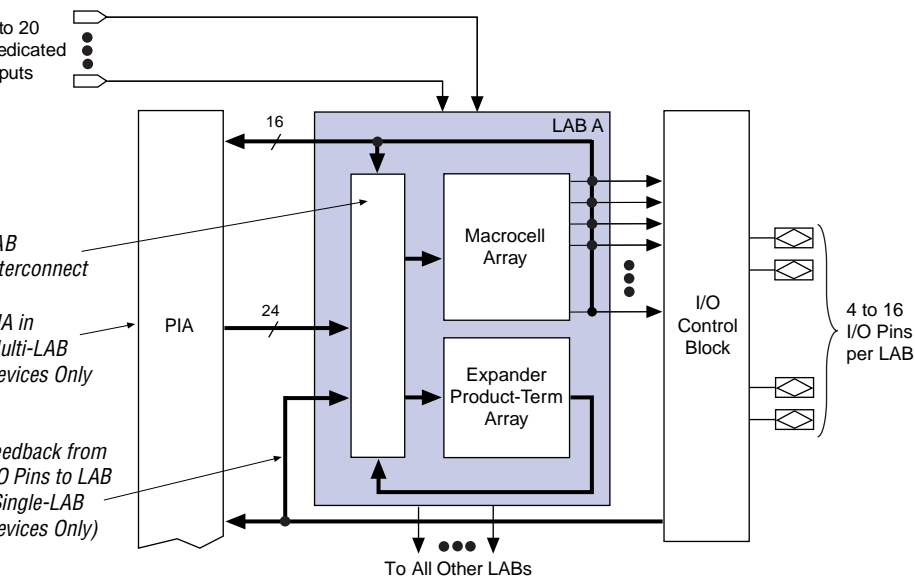 to 20
edicated
puts
16
LAB A
Macrocell
Array
AB
terconnect
IA in
ulti-LAB
evices Only
PIA
24
I/O
Control
Block
4 to 16
I/O Pins
per LAB
Expander
Product-Term
Array
eedback from
O Pins to LAB
Single-LAB
evices Only)
To All Other LABs